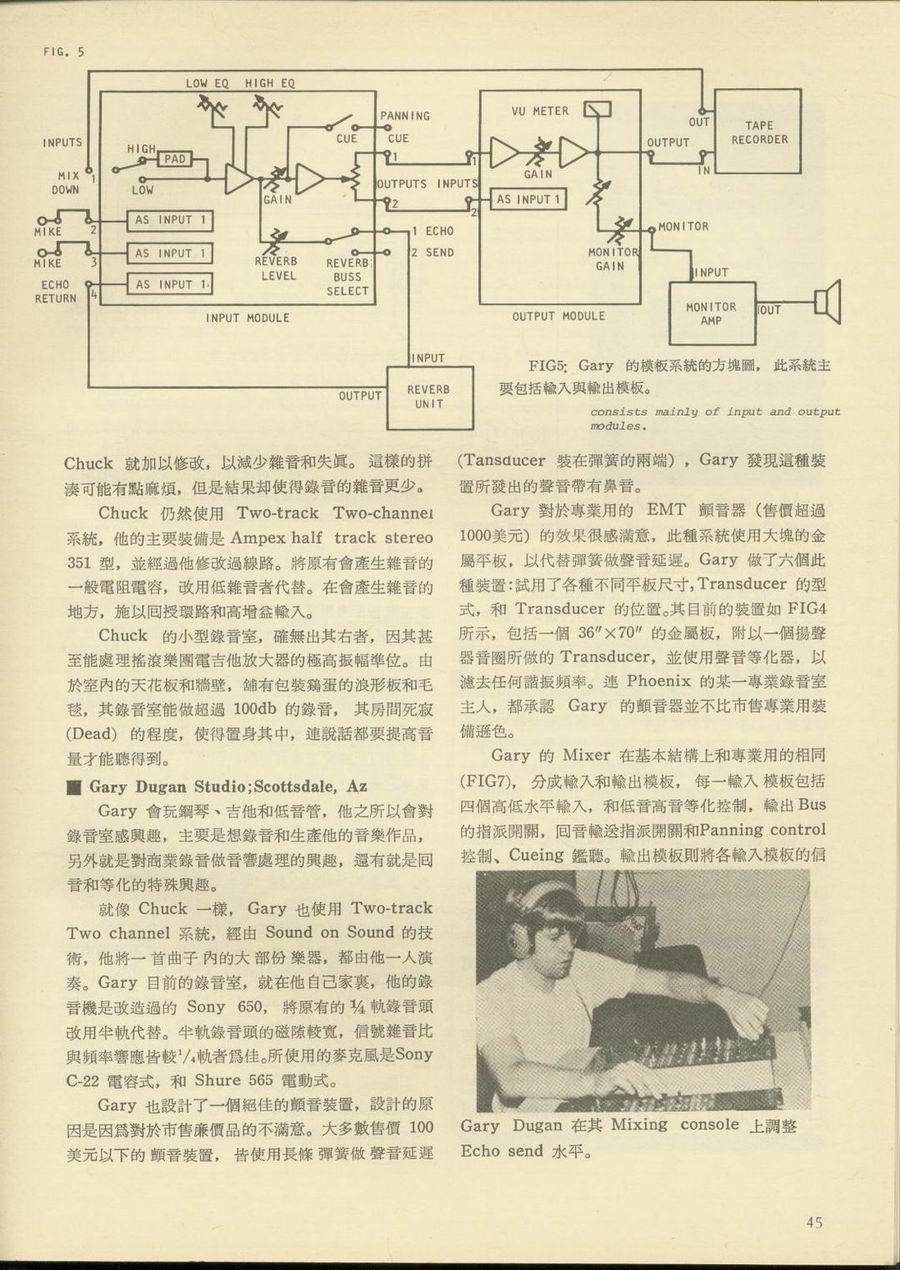 FIG. 5
LOW EQ HIGH EQ
PANNING
CUE CUE
VU METER
OUT
TAPE
RECORDER
INPUTS
HIGH
PAD
MIX
DOWN
1
LOW
GAIN
1
OUTPUTS INPUTS
1
GAIN
OUTPUT
IN
2
2
AS INPUT 1
MIKE 2
AS INPUT 1
MIKE 3
AS INPUT 1
ECHO
RETURN
4
AS INPUT 1
REVERB
LEVEL
REVERB
BUSS
SELECT
1 ECHO
2 SEND
MONITOR
GAIN
MONITOR
INPUT
MONITOR
AMP
OUT
INPUT MODULE
OUTPUT MODULE
INPUT
OUTPUT
REVERB
UNIT
FIG5: Gary 的模板系統的方塊圖，此系統主
要包括輸入與輸出模板。
consists mainly of input and output
modules.
Chuck 就加以修改，以減少雜音和失眞。這樣的拼
湊可能有點麻煩，但是結果却使得錄音的雜音更少。
Chuck 仍然使用 Two-track Two-channel
系統，他的主要裝備是 Ampex half track stereo
351 型，並經過他修改過線路。將原有會產生雜音的
一般電阻電容，改用低雜音者代替。在會產生雜音的
地方，施以囘授環路和高增益輸入。
Chuck 的小型錄音室，確無出其右者，因其甚
至能處理搖滾樂團電吉他放大器的極高振幅準位。由
於室內的天花板和牆壁，舖有包裝鷄蛋的浪形板和毛
毯，其錄音室能做超過 100db 的錄音，其房間死寂
(Dead) 的程度，使得置身其中，連說話都要提高音
量才能聽得到。
■ Gary Dugan Studio;Scottsdale, Az
Gary 會玩鋼琴、吉他和低音管，他之所以會對
錄音室感興趣，主要是想錄音和生產他的音樂作品，
另外就是對商業錄音做音響處理的興趣，還有就是囘
音和等化的特殊興趣。
就像 Chuck 一樣，Gary 也使用 Two-track
Two channel 系統，經由 Sound on Sound 的技
術，他將一首曲子內的大部份樂器，都由他一人演
奏。Gary 目前的錄音室，就在他自己家裏，他的錄
音機是改造過的 Sony 650，將原有的 ¼ 軌錄音頭
改用半軌代替。半軌錄音頭的磁隙較寬，信號雜音比
與頻率響應皆較¼軌者爲佳。所使用的麥克風是Sony
C-22 電容式，和 Shure 565 電動式。
Gary 也設計了一個絕佳的顫音裝置，設計的原
因是因爲對於市售廉價品的不滿意。大多數售價 100
美元以下的顫音裝置，皆使用長條彈簧做聲音延遲
(Tansducer 裝在彈簧的兩端)，Gary 發現這種裝
置所發出的聲音帶有鼻音。
Gary 對於專業用的 EMT 顫音器（售價超過
1000美元）的效果很感滿意，此種系統使用大塊的金
屬平板，以代替彈簧做聲音延遲。Gary 做了六個此
種裝置：試用了各種不同平板尺寸，Transducer 的型
式，和 Transducer 的位置。其目前的裝置如 FIG4
所示，包括一個 36″×70″ 的金屬板，附以一個揚聲
器音圈所做的 Transducer，並使用聲音等化器，以
濾去任何諧振頻率。連 Phoenix 的某一專業錄音室
主人，都承認 Gary 的顫音器並不比市售專業用裝
備遜色。
Gary 的 Mixer 在基本結構上和專業用的相同
(FIG7)，分成輸入和輸出模板，每一輸入模板包括
四個高低水平輸入，和低音高音等化控制，輸出 Bus
的指派開關，囘音輸送指派開關和Panning control
控制、Cueing 鑑聽。輸出模板則將各輸入模板的信
Gary Dugan 在其 Mixing console 上調整
Echo send 水平。
45